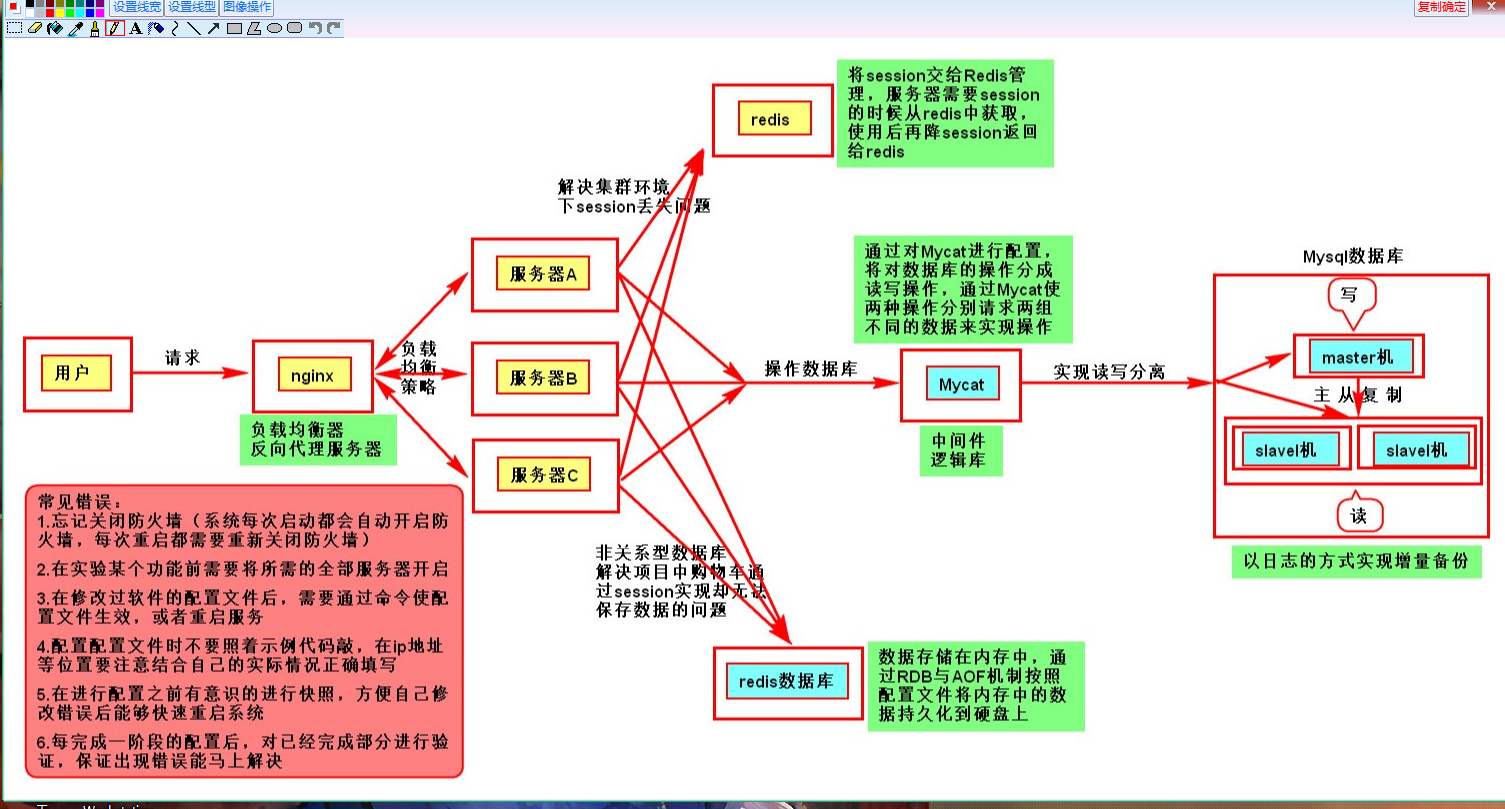 设置线宽 设置线型 图像操作 复制确定
将session交给Redis管
理，服务器需要session
的时候从redis中获取，
使用后再降session返回
给redis
redis
解决集群环境
下session丢失问题
服务器A
服务器B
服务器C
用户
请求
nginx
负载
均衡
策略
负载均衡器
反向代理服务器
通过对Mycat进行配置，
将对数据库的操作分成
读写操作，通过Mycat使
两种操作分别请求两组
不同的数据来实现操作
操作数据库
Mycat
中间件
逻辑库
实现读写分离
Mysql数据库
写
master机
主从复制
slavel机
slavel机
读
以日志的方式实现增量备份
常见错误：
1.忘记关闭防火墙（系统每次启动都会自动开启防
火墙，每次重启都需要重新关闭防火墙）
2.在实验某个功能前需要将所需的全部服务器开启
3.在修改过软件的配置文件后，需要通过命令使配
置文件生效，或者重启服务
4.配置配置文件时不要照着示例代码敲，在ip地址
等位置要注意结合自己的实际情况正确填写
5.在进行配置之前有意识的进行快照，方便自己修
改错误后能够快速重启系统
6.每完成一阶段的配置后，对已经完成部分进行验
证，保证出现错误能马上解决
非关系型数据库
解决项目中购物车通
过session实现却无法
保存数据的问题
redis数据库
数据存储在内存中，通
过RDB与AOF机制按照
配置文件将内存中的数
据持久化到硬盘上